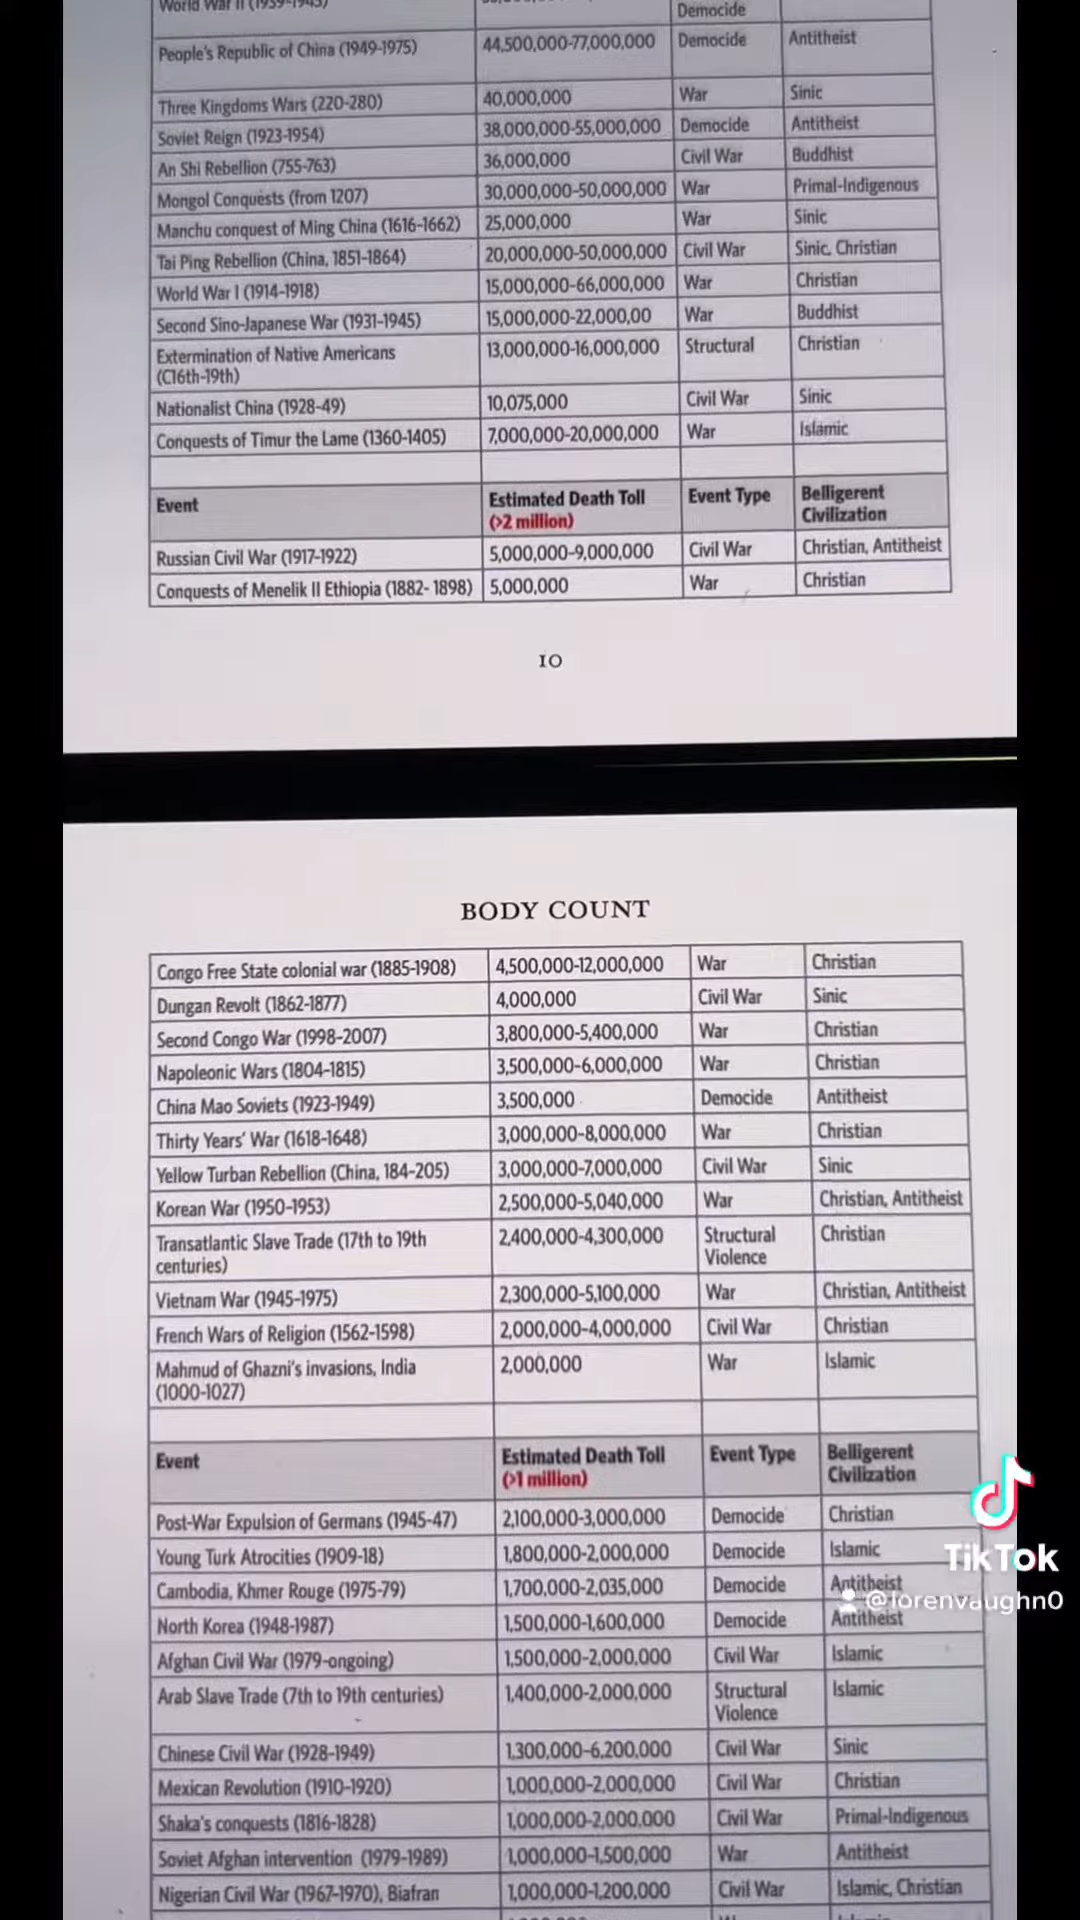 World War II (1939-1945)
Democide
People's Republic of China (1949-1975) 44,500,000-77,000,000 Democide Antitheist
Three Kingdoms Wars (220-280) 40,000,000 War Sinic
Soviet Reign (1923-1954) 38,000,000-55,000,000 Democide Antitheist
An Shi Rebellion (755-763) 36,000,000 Civil War Buddhist
Mongol Conquests (from 1207) 30,000,000-50,000,000 War Primal-Indigenous
Manchu conquest of Ming China (1616-1662) 25,000,000 War Sinic
Tai Ping Rebellion (China, 1851-1864) 20,000,000-50,000,000 Civil War Sinic, Christian
World War I (1914-1918) 15,000,000-66,000,000 War Christian
Second Sino-Japanese War (1931-1945) 15,000,000-22,000,00 War Buddhist
Extermination of Native Americans 13,000,000-16,000,000 Structural Christian
(C16th-19th)
Nationalist China (1928-49) 10,075,000 Civil War Sinic
Conquests of Timur the Lame (1360-1405) 7,000,000-20,000,000 War Islamic
Event Estimated Death Toll Event Type Belligerent
(>2 million) Civilization
Russian Civil War (1917-1922) 5,000,000-9,000,000 Civil War Christian, Antitheist
Conquests of Menelik II Ethiopia (1882- 1898) 5,000,000 War Christian
10
BODY COUNT
Congo Free State colonial war (1885-1908) 4,500,000-12,000,000 War Christian
Dungan Revolt (1862-1877) 4,000,000 Civil War Sinic
Second Congo War (1998-2007) 3,800,000-5,400,000 War Christian
Napoleonic Wars (1804-1815) 3,500,000-6,000,000 War Christian
China Mao Soviets (1923-1949) 3,500,000 Democide Antitheist
Thirty Years' War (1618-1648) 3,000,000-8,000,000 War Christian
Yellow Turban Rebellion (China, 184-205) 3,000,000-7,000,000 Civil War Sinic
Korean War (1950-1953) 2,500,000-5,040,000 War Christian, Antitheist
Transatlantic Slave Trade (17th to 19th 2,400,000-4,300,000 Structural Christian
centuries) Violence
Vietnam War (1945-1975) 2,300,000-5,100,000 War Christian, Antitheist
French Wars of Religion (1562-1598) 2,000,000-4,000,000 Civil War Christian
Mahmud of Ghazni's invasions, India 2,000,000 War Islamic
(1000-1027)
Event Estimated Death Toll Event Type Belligerent
(>1 million) Civilization
Post-War Expulsion of Germans (1945-47) 2,100,000-3,000,000 Democide Christian
Young Turk Atrocities (1909-18) 1,800,000-2,000,000 Democide Islamic
TikTok
Cambodia, Khmer Rouge (1975-79) 1,700,000-2,035,000 Democide Antitheist
@lorenvaughn0
North Korea (1948-1987) 1,500,000-1,600,000 Democide Antitheist
Afghan Civil War (1979-ongoing) 1,500,000-2,000,000 Civil War Islamic
Arab Slave Trade (7th to 19th centuries) 1,400,000-2,000,000 Structural Islamic
Violence
Chinese Civil War (1928-1949) 1,300,000-6,200,000 Civil War Sinic
Mexican Revolution (1910-1920) 1,000,000-2,000,000 Civil War Christian
Shaka's conquests (1816-1828) 1,000,000-2,000,000 Civil War Primal-Indigenous
Soviet Afghan intervention (1979-1989) 1,000,000-1,500,000 War Antitheist
Nigerian Civil War (1967-1970), Biafran 1,000,000-1,200,000 Civil War Islamic, Christian